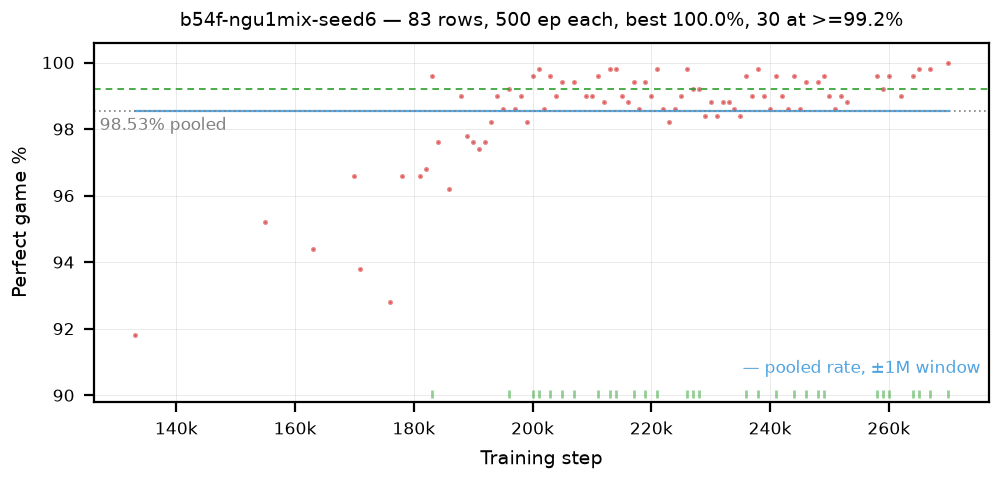 b54f-ngu1mix-seed6 — 83 rows, 500 ep each, best 100.0%, 30 at >=99.2%
Perfect game %
100
98
96
94
92
90
98.53% pooled
— pooled rate, ±1M window
140k
160k
180k
200k
220k
240k
260k
Training step